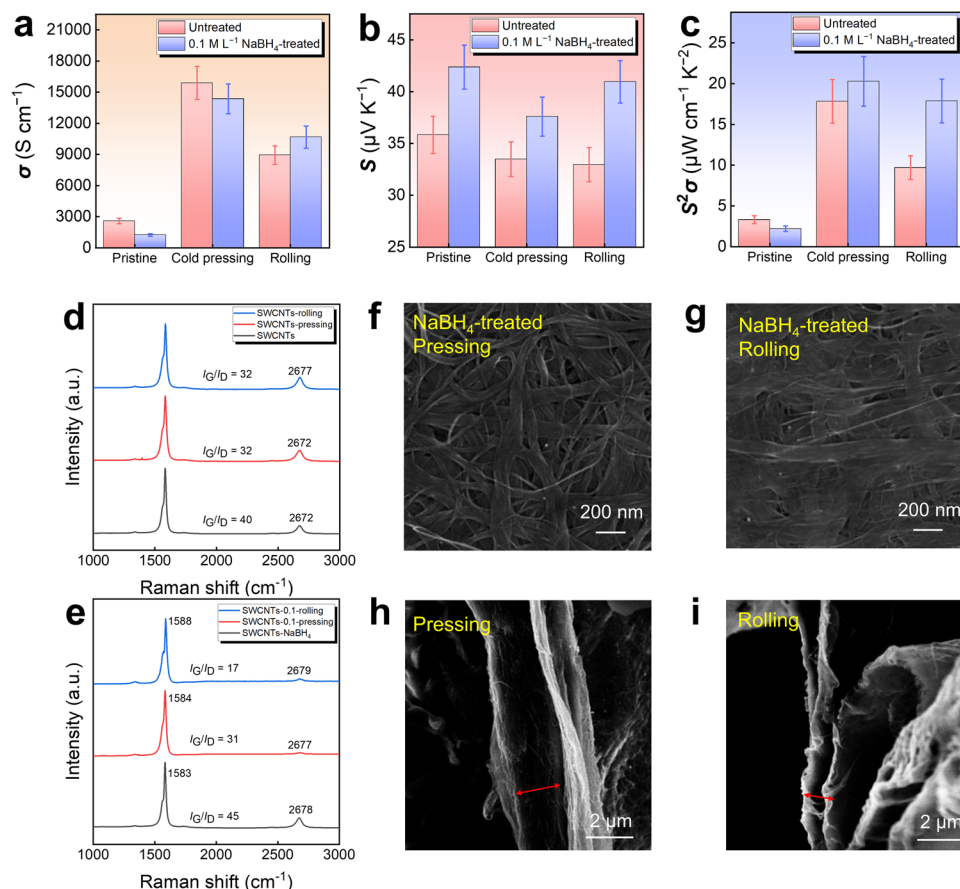 a
Untreated
0.1 M L⁻¹ NaBH₄-treated
σ (S cm⁻¹)
21000
18000
15000
12000
9000
6000
3000
0
Pristine Cold pressing Rolling
b
Untreated
0.1 M L⁻¹ NaBH₄-treated
S (µV K⁻¹)
45
41
37
33
29
25
Pristine Cold pressing Rolling
c
Untreated
0.1 M L⁻¹ NaBH₄-treated
S²σ (µW cm⁻¹ K⁻²)
25
20
15
10
5
0
Pristine Cold pressing Rolling
d
SWCNTs-rolling
SWCNTs-pressing
SWCNTs
Intensity (a.u.)
I_G/I_D = 32
2677
I_G/I_D = 32
2672
I_G/I_D = 40
2672
1000 1500 2000 2500 3000
Raman shift (cm⁻¹)
f
NaBH₄-treated
Pressing
200 nm
g
NaBH₄-treated
Rolling
200 nm
e
SWCNTs-0.1-rolling
SWCNTs-0.1-pressing
SWCNTs-NaBH₄
Intensity (a.u.)
1588
I_G/I_D = 17
2679
1584
I_G/I_D = 31
2677
1583
I_G/I_D = 45
2678
1000 1500 2000 2500 3000
Raman shift (cm⁻¹)
h
Pressing
2 µm
i
Rolling
2 µm